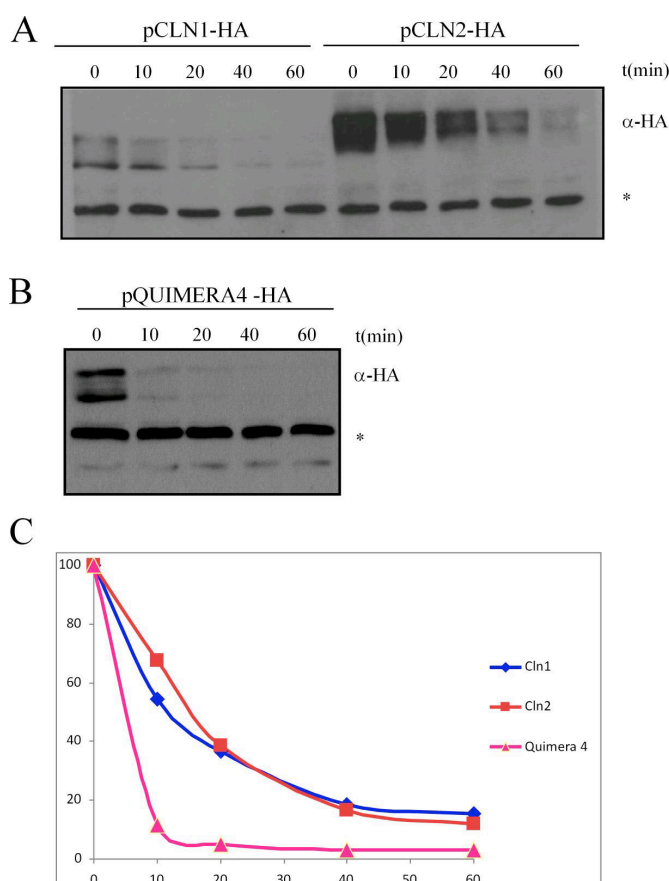 A
pCLN1-HA pCLN2-HA
0 10 20 40 60 0 10 20 40 60 t(min)
α-HA
*
B
pQUIMERA4 -HA
0 10 20 40 60 t(min)
α-HA
*
C
100
80
60
40
20
0
0 10 20 30 40 50 60
Cln1
Cln2
Quimera 4